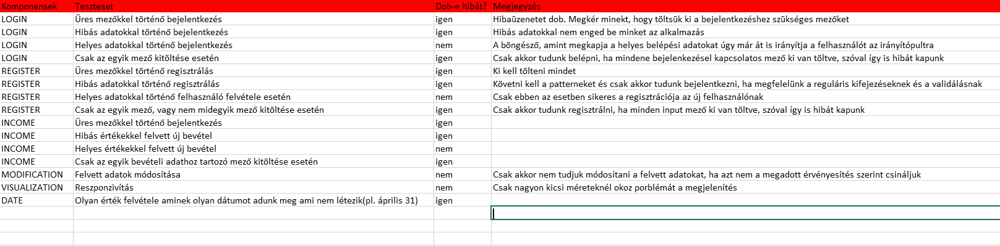 Komponensek Teszteset Dob-e hibát? Megjegyzés
LOGIN Üres mezőkkel történő bejelentkezés igen Hibaüzenetet dob. Megkér minekt, hogy töltsük ki a bejelentkezéshez szükséges mezőket
LOGIN Hibás adatokkal történő bejelentkezés igen Hibás adatokkal nem enged be minket az alkalmazás
LOGIN Helyes adatokkal történő bejelentkezés nem A böngésző, amint megkapja a helyes belépési adatokat úgy már át is irányítja a felhasználót az irányítópultra
LOGIN Csak az egyik mező kitöltése esetén igen Csak akkor tudunk belépni, ha mindene bejelenkezésel kapcsolatos mező ki van töltve, szóval így is hibát kapunk
REGISTER Üres mezőkkel történő regisztrálás igen Ki kell tölteni mindet
REGISTER Hibás adatokkal történő regisztrálás igen Követni kell a patterneket és csak akkor tudunk bejelentkezni, ha megfelelünk a reguláris kifejezéseknek és a validálásnak
REGISTER Helyes adatokkal történő felhasználó felvétele esetén nem Csak ebben az esetben sikeres a regisztrációja az új felhasználónak
REGISTER Csak az egyik mező, vagy nem midegyik mező kitöltése esetén igen Csak akkor tudunk regisztrálni, ha minden input mező ki van töltve, szóval így is hibát kapunk
INCOME Üres mezőkkel történő bejelentkezés igen
INCOME Hibás értékekkel felvett új bevétel igen
INCOME Helyes értékekkel felvett új bevétel nem
INCOME Csak az egyik bevételi adathoz tartozó mező kitöltése esetén igen
MODIFICATION Felvett adatok módosítása nem Csak akkor nem tudjuk módosítani a felvett adatokat, ha azt nem a megadott érvényesítés szerint csináljuk
VISUALIZATION Reszponzivítás nem Csak nagyon kicsi méreteknél okoz porblémát a megjelenítés
DATE Olyan érték felvétele aminek olyan dátumot adunk meg ami nem létezik(pl. április 31) igen